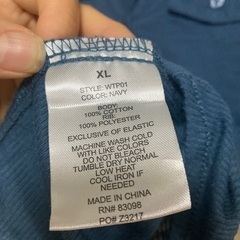 XL
STYLE: WTP01
COLOR: NAVY
BODY:
100% COTTON
RIB:
100% POLYESTER
EXCLUSIVE OF ELASTIC
MACHINE WASH COLD
WITH LIKE COLORS
DO NOT BLEACH
TUMBLE DRY NORMAL
LOW HEAT
COOL IRON IF
NEEDED
MADE IN CHINA
RN# 83098
PO# Z3217